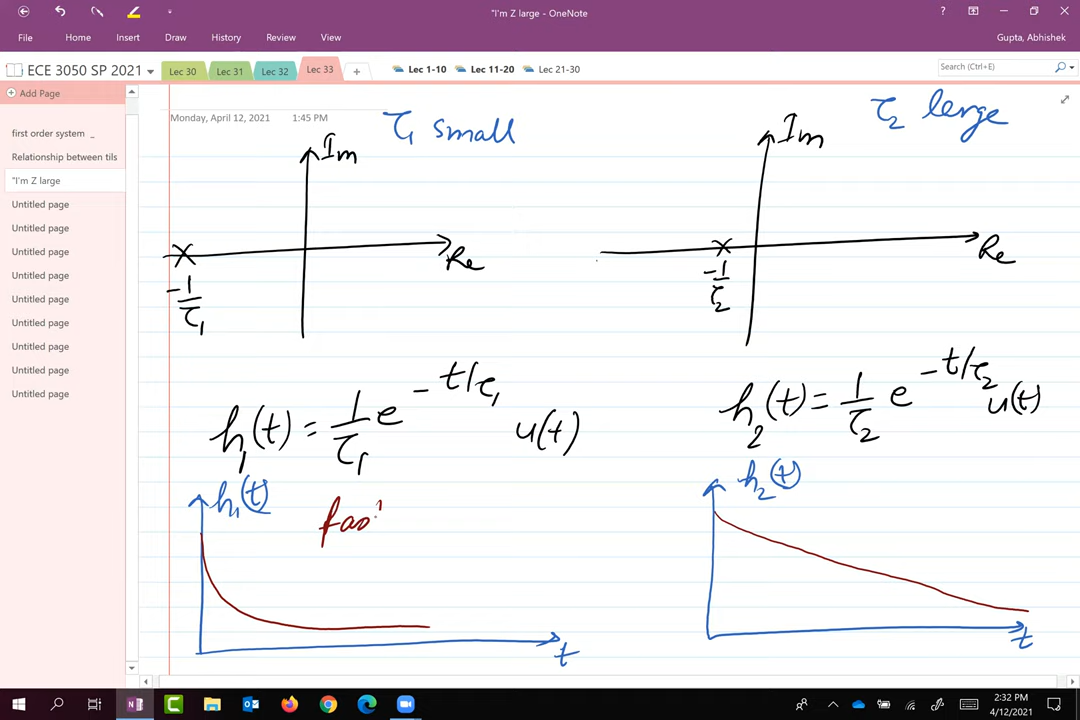 "I'm Z large - OneNote
?
File
Home
Insert
Draw
History
Review
View
Gupta, Abhishek
ECE 3050 SP 2021
Lec 30
Lec 31
Lec 32
Lec 33
+
Lec 1-10
Lec 11-20
Lec 21-30
Search (Ctrl+E)
Add Page
first order system _
Relationship between tils
"I'm Z large
Untitled page
Untitled page
Untitled page
Untitled page
Untitled page
Untitled page
Untitled page
Untitled page
Untitled page
Monday, April 12, 2021 1:45 PM
τ₁ small
τ₂ large
Im
Im
Re
Re
-1/τ₁
-1/τ₂
h₁(t) = 1/τ₁ e^(-t/τ₁) u(t)
h₂(t) = 1/τ₂ e^(-t/τ₂) u(t)
h₁(t)
h₂(t)
fas
t
t
2:32 PM
4/12/2021